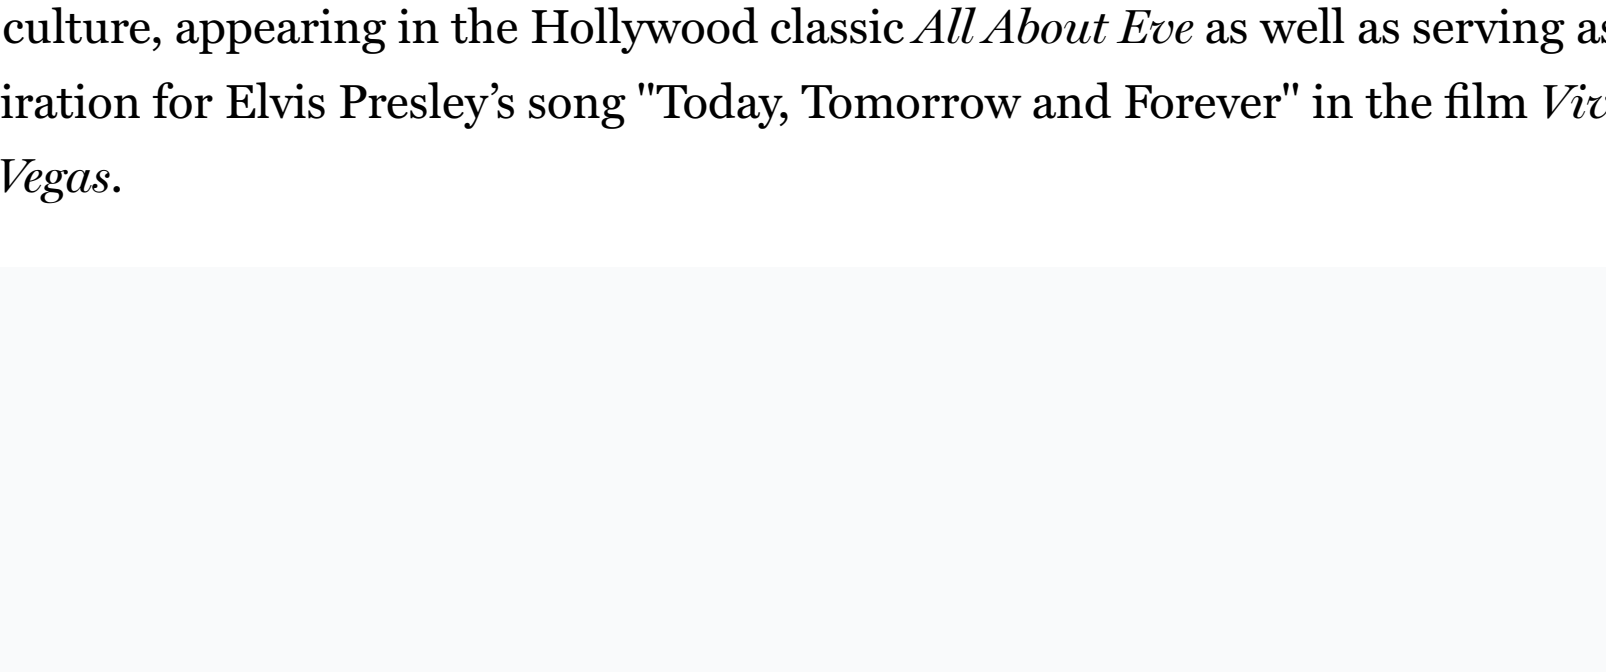 culture, appearing in the Hollywood classic All About Eve as well as serving as
iration for Elvis Presley’s song "Today, Tomorrow and Forever" in the film
Vegas.